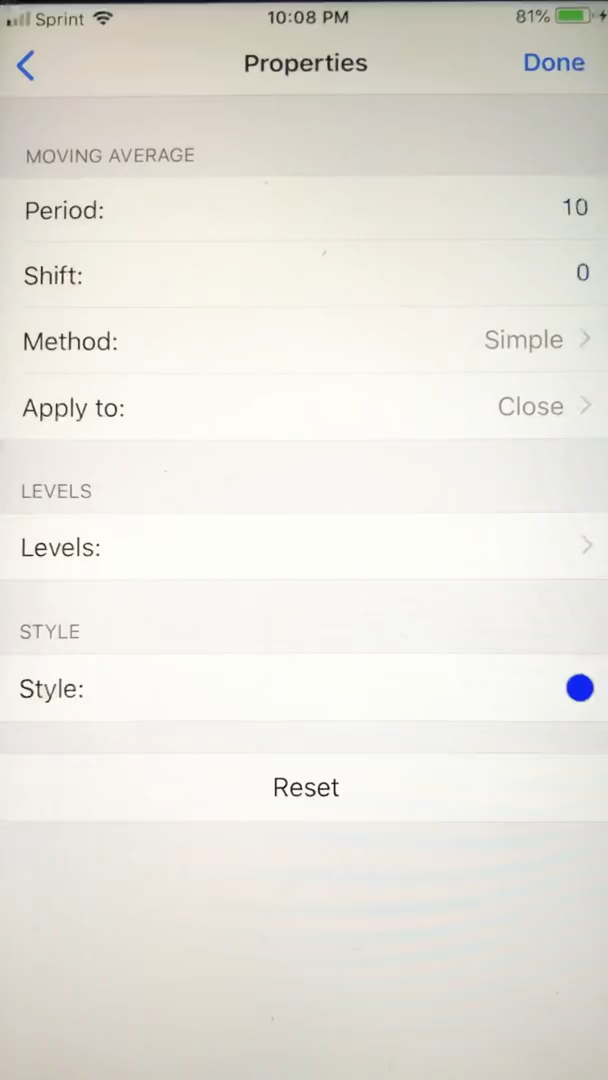 Sprint 10:08 PM 81%
Properties Done
MOVING AVERAGE
Period: 10
Shift: 0
Method: Simple
Apply to: Close
LEVELS
Levels:
STYLE
Style:
Reset